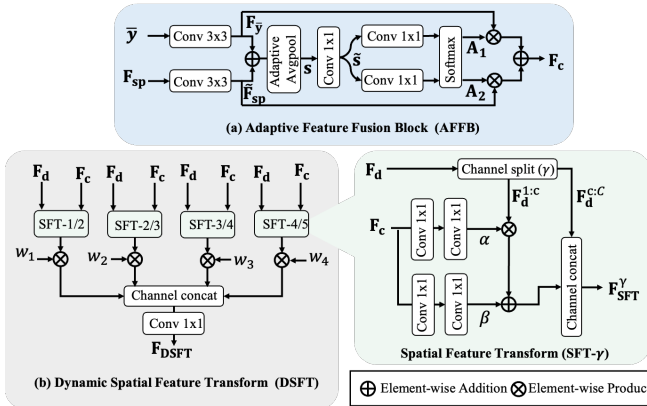 ȳ
Conv 3x3
F_ȳ
F_sp
Conv 3x3
F̃_sp
Adaptive
Avgpool
s
Conv 1x1
s̃
Conv 1x1
Conv 1x1
Softmax
A_1
A_2
F_c
(a) Adaptive Feature Fusion Block (AFFB)
F_d F_c F_d F_c F_d F_c F_d F_c
SFT-1/2 SFT-2/3 SFT-3/4 SFT-4/5
w_1 w_2 w_3 w_4
Channel concat
Conv 1x1
F_DSFT
(b) Dynamic Spatial Feature Transform (DSFT)
F_d
Channel split (γ)
F_d^{1:c}
F_d^{c:C}
F_c
Conv 1x1
Conv 1x1
α
Conv 1x1
Conv 1x1
β
Channel concat
F_SFT^γ
Spatial Feature Transform (SFT-γ)
Element-wise Addition
Element-wise Produc